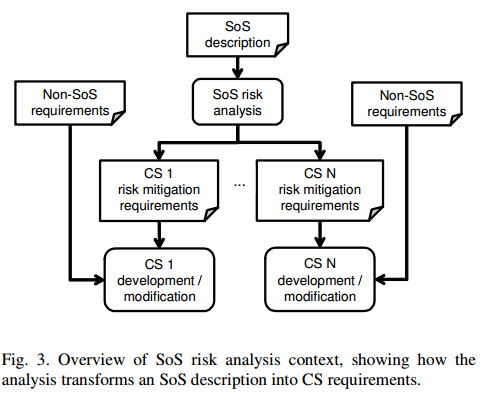 SoS
description
Non-SoS
requirements
SoS risk
analysis
Non-SoS
requirements
CS 1
risk mitigation
requirements
...
CS N
risk mitigation
requirements
CS 1
development /
modification
CS N
development /
modification
Fig. 3. Overview of SoS risk analysis context, showing how the
analysis transforms an SoS description into CS requirements.